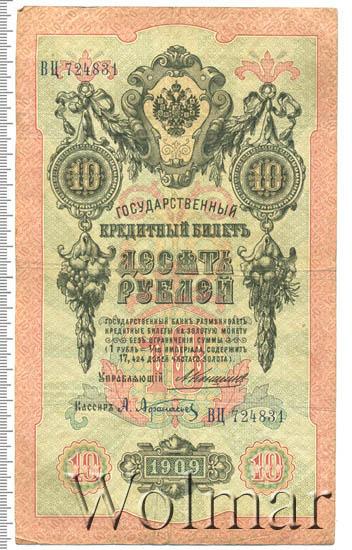 ВЦ 724831
10 10
ГОСУДАРСТВЕННЫЙ
КРЕДИТНЫЙ БИЛЕТЪ
ДЕСЯТЬ
РУБЛЕЙ
ГОСУДАРСТВЕННЫЙ БАНКЪ РАЗМѢНИВАЕТЪ
КРЕДИТНЫЕ БИЛЕТЫ НА ЗОЛОТУЮ МОНЕТУ
БЕЗЪ ОГРАНИЧЕНІЯ СУММЫ
(1 РУБЛЬ = 1/15 ИМПЕРІАЛА, СОДЕРЖИТЪ
17,424 ДОЛЕЙ ЧИСТАГО ЗОЛОТА).
УПРАВЛЯЮЩІЙ
Кассиръ А. Афанасьев
ВЦ 724831
10 1909 10
Wolmar